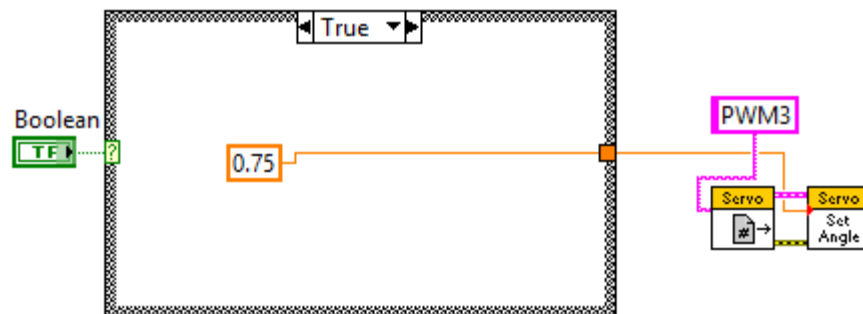 True
Boolean
TF
?
0.75
PWM3
Servo
#
Servo
Set
Angle